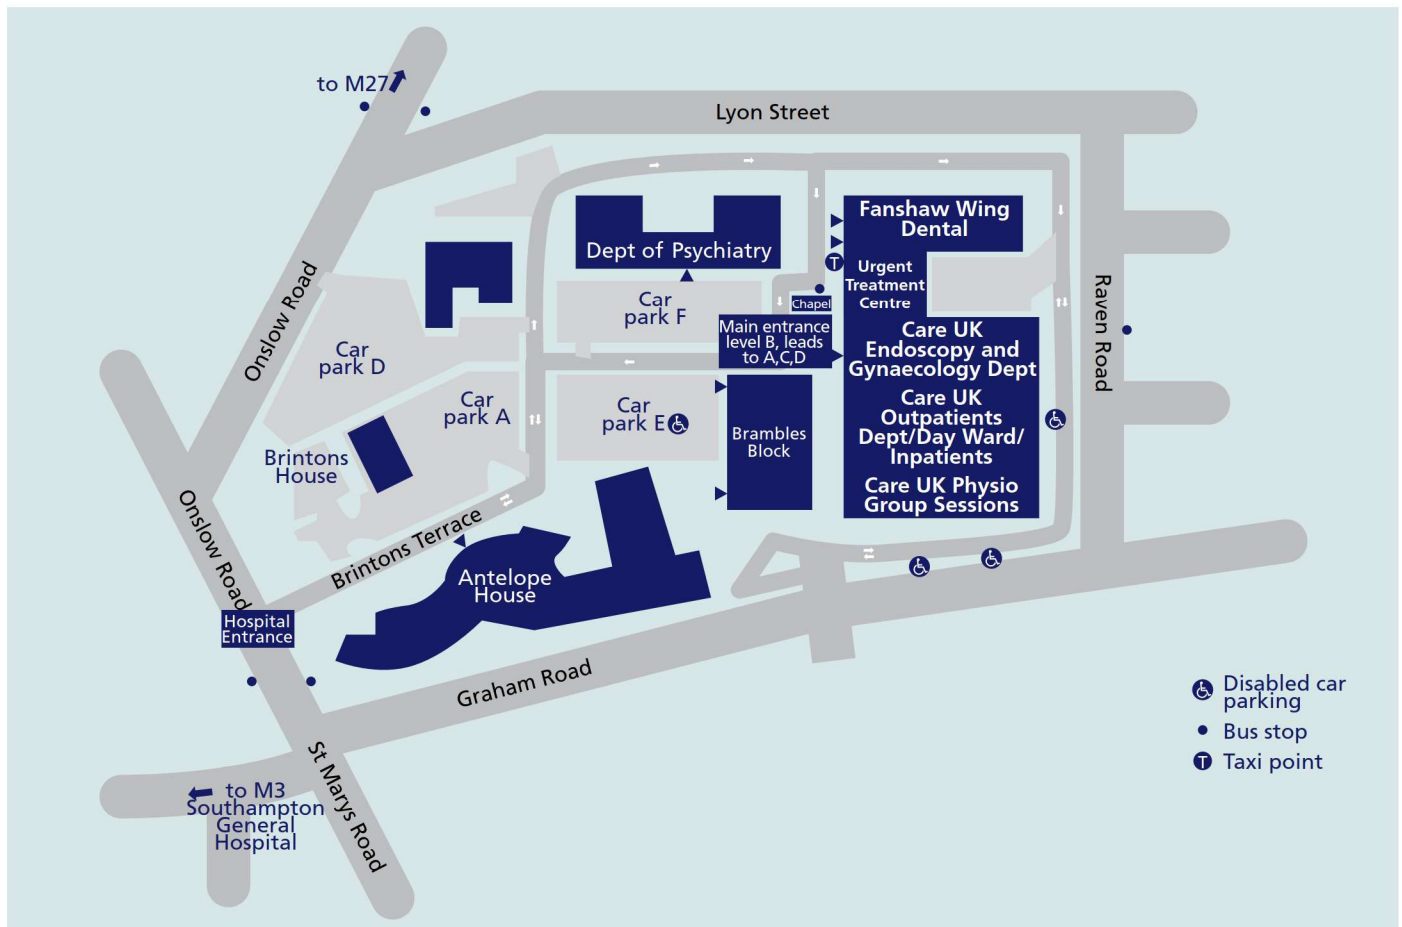 to M27
Lyon Street
Fanshaw Wing
Dental
Dept of Psychiatry
Onslow Road
T
Urgent
Treatment
Centre
Chapel
Car
park F
Raven Road
Main entrance
level B, leads
to A,C,D
Care UK
Endoscopy and
Gynaecology Dept
Car
park D
Car
park A
Car
park E
Care UK
Outpatients
Dept/Day Ward/
Inpatients
Brambles
Block
Brintons
House
Care UK Physio
Group Sessions
Onslow Road
Brintons Terrace
Antelope
House
Hospital
Entrance
Graham Road
St Marys Road
to M3
Southampton
General
Hospital
Disabled car
parking
Bus stop
T Taxi point